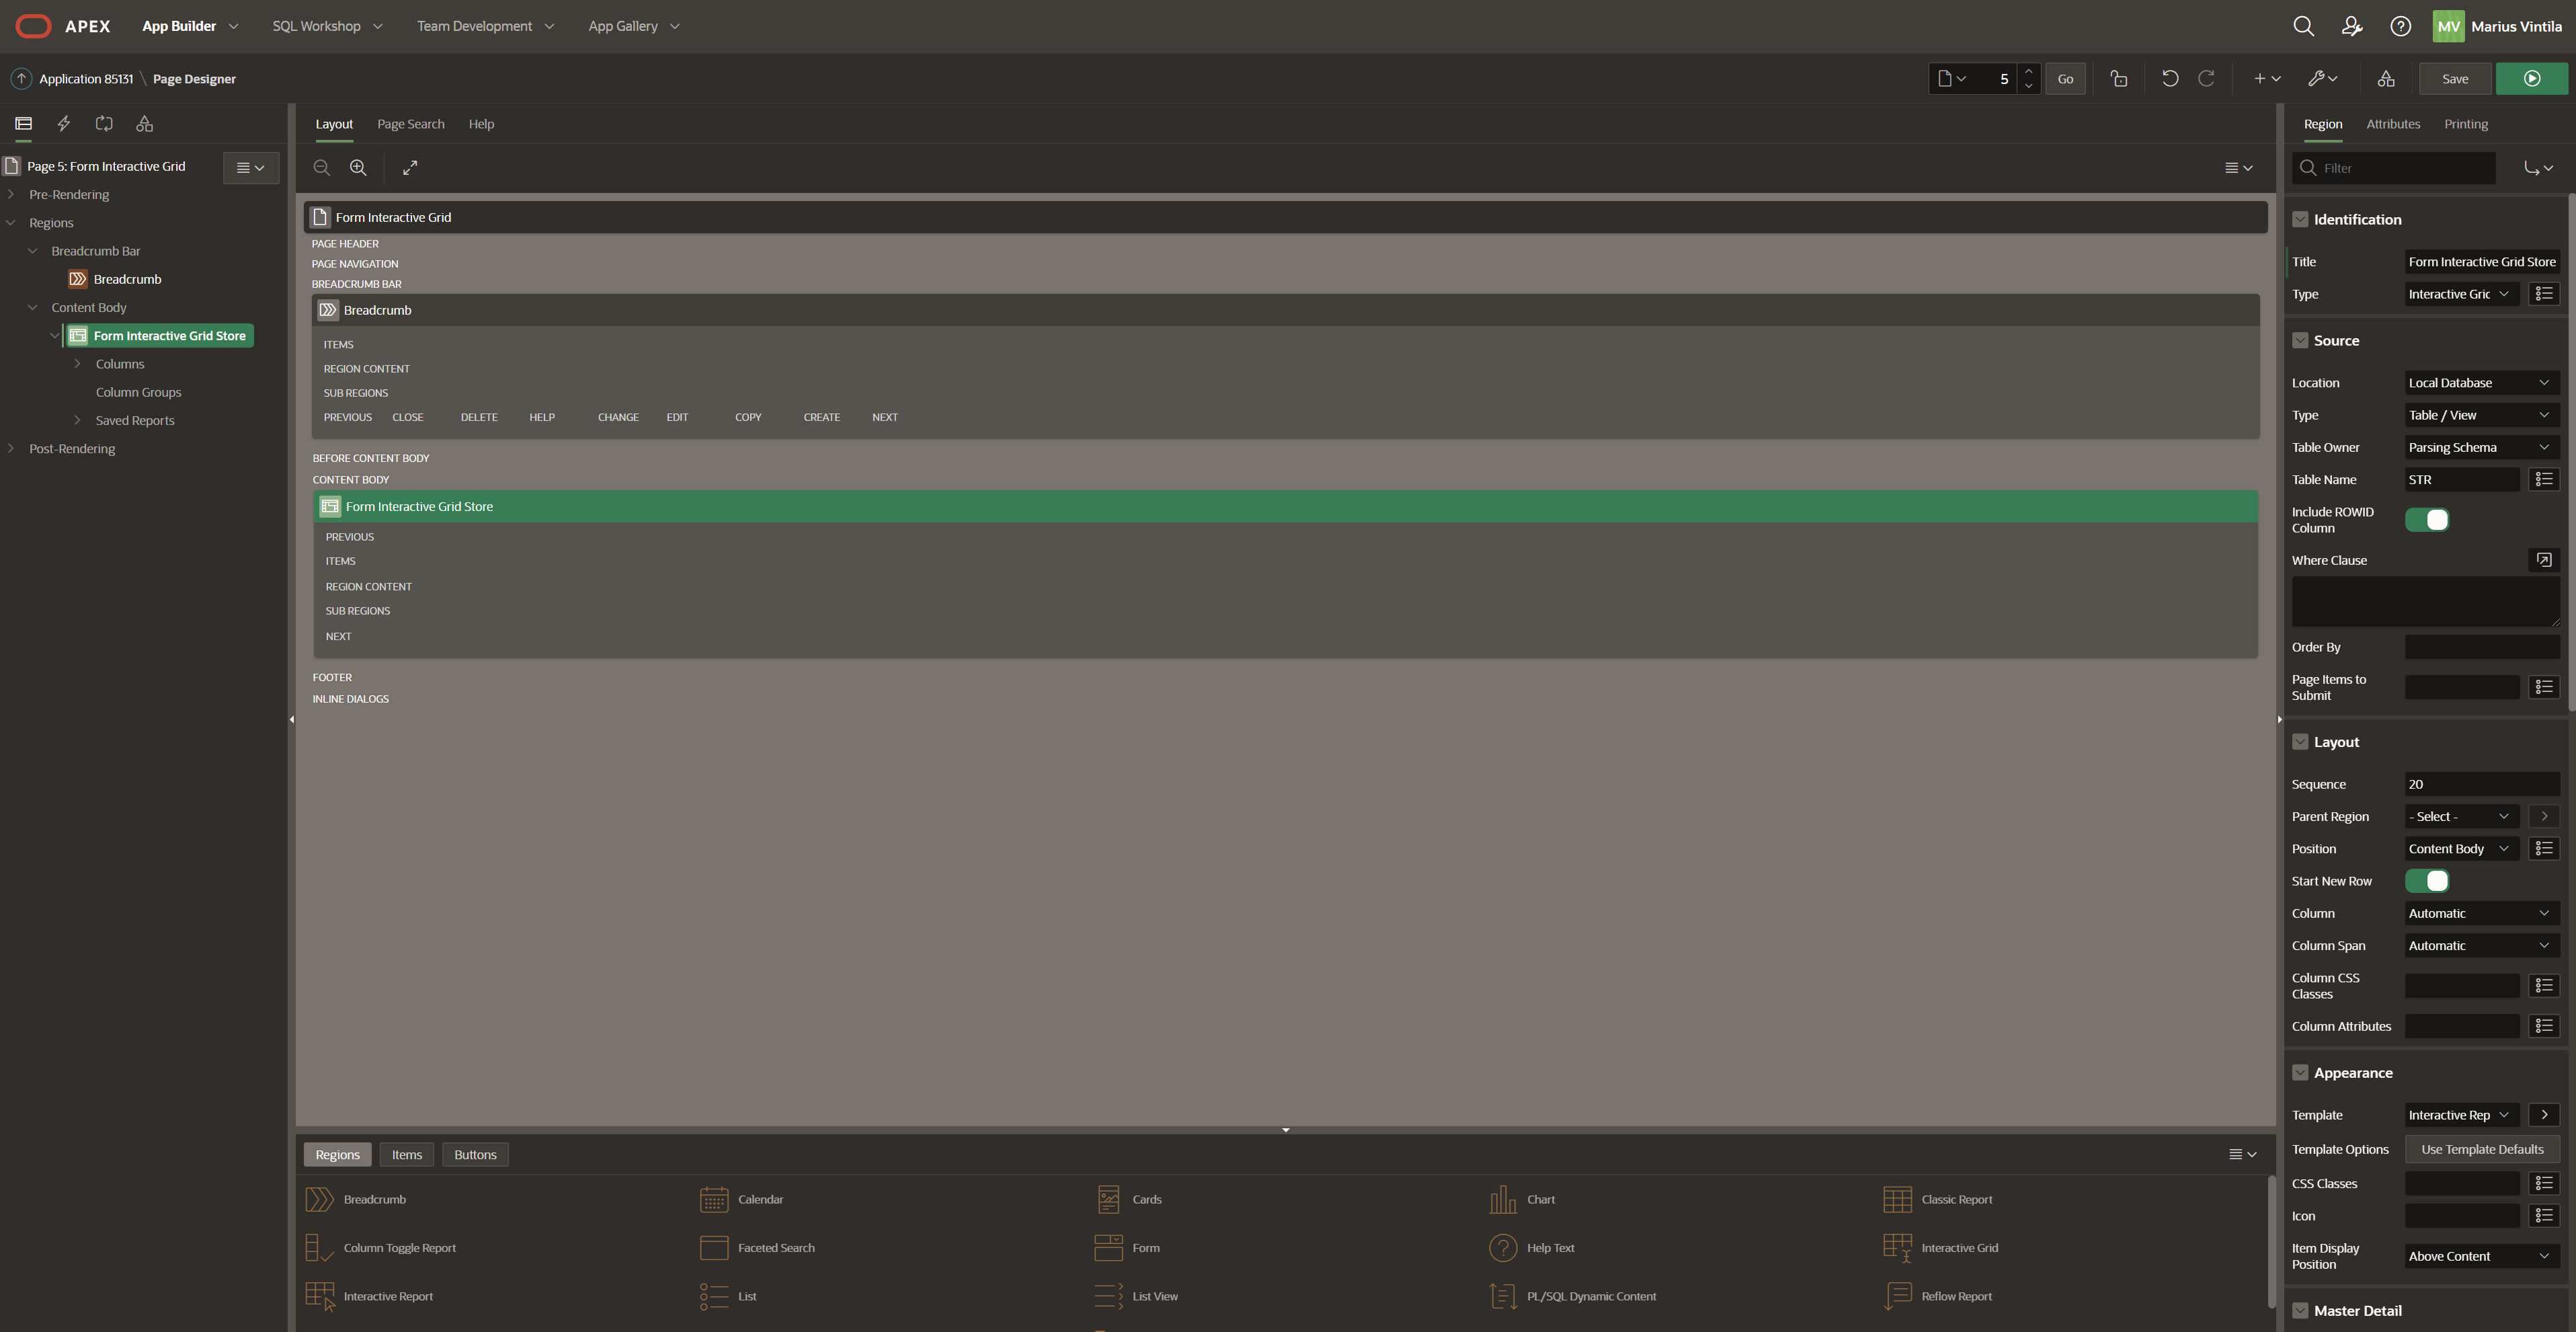 APEX App Builder SQL Workshop Team Development App Gallery MV Marius Vintila
Application 85131 \ Page Designer 5 Go Save
Page 5: Form Interactive Grid
Pre-Rendering
Regions
Breadcrumb Bar
Breadcrumb
Content Body
Form Interactive Grid Store
Columns
Column Groups
Saved Reports
Post-Rendering
Layout Page Search Help
Form Interactive Grid
PAGE HEADER
PAGE NAVIGATION
BREADCRUMB BAR
Breadcrumb
ITEMS
REGION CONTENT
SUB REGIONS
PREVIOUS CLOSE DELETE HELP CHANGE EDIT COPY CREATE NEXT
BEFORE CONTENT BODY
CONTENT BODY
Form Interactive Grid Store
PREVIOUS
ITEMS
REGION CONTENT
SUB REGIONS
NEXT
FOOTER
INLINE DIALOGS
Regions Items Buttons
Breadcrumb Calendar Cards Chart Classic Report
Column Toggle Report Faceted Search Form Help Text Interactive Grid
Interactive Report List List View PL/SQL Dynamic Content Reflow Report
Region Attributes Printing
Filter
Identification
Title Form Interactive Grid Store
Type Interactive Gric
Source
Location Local Database
Type Table / View
Table Owner Parsing Schema
Table Name STR
Include ROWID
Column
Where Clause
Order By
Page Items to
Submit
Layout
Sequence 20
Parent Region - Select -
Position Content Body
Start New Row
Column Automatic
Column Span Automatic
Column CSS
Classes
Column Attributes
Appearance
Template Interactive Rep
Template Options Use Template Defaults
CSS Classes
Icon
Item Display
Position Above Content
Master Detail